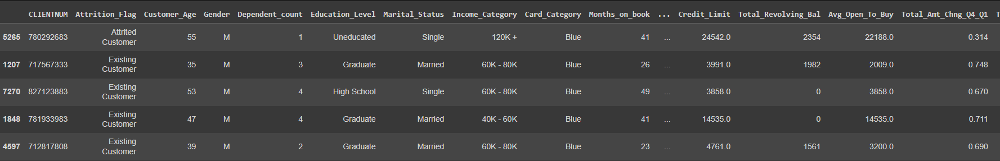 CLIENTNUM Attrition_Flag Customer_Age Gender Dependent_count Education_Level Marital_Status Income_Category Card_Category Months_on_book ... Credit_Limit Total_Revolving_Bal Avg_Open_To_Buy Total_Amt_Chng_Q4_Q1 T
5265 780292683 Attrited Customer 55 M 1 Uneducated Single 120K + Blue 41 ... 24542.0 2354 22188.0 0.314
1207 717567333 Existing Customer 35 M 3 Graduate Married 60K - 80K Blue 26 ... 3991.0 1982 2009.0 0.748
7270 827123883 Existing Customer 53 M 4 High School Single 60K - 80K Blue 49 ... 3858.0 0 3858.0 0.670
1848 781933983 Existing Customer 47 M 4 Graduate Married 40K - 60K Blue 41 ... 14535.0 0 14535.0 0.711
4597 712817808 Existing Customer 39 M 2 Graduate Married 60K - 80K Blue 23 ... 4761.0 1561 3200.0 0.690